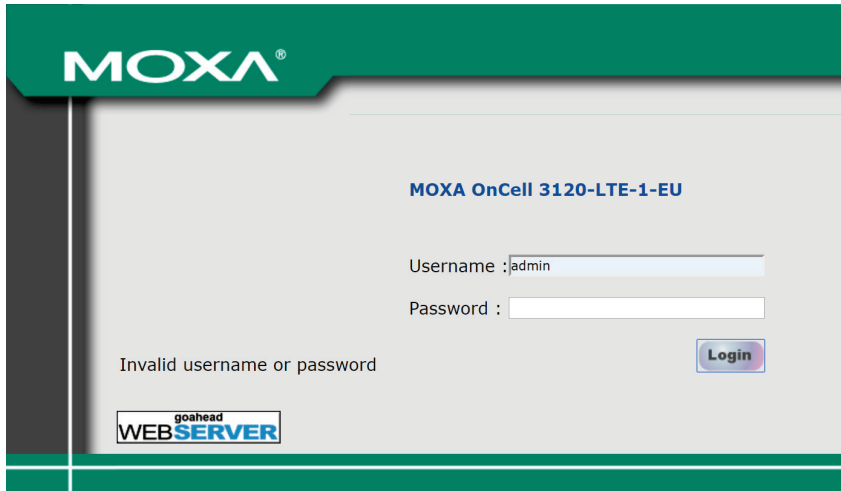 MOXA®
MOXA OnCell 3120-LTE-1-EU
Username : admin
Password :
Login
Invalid username or password
goahead
WEBSERVER